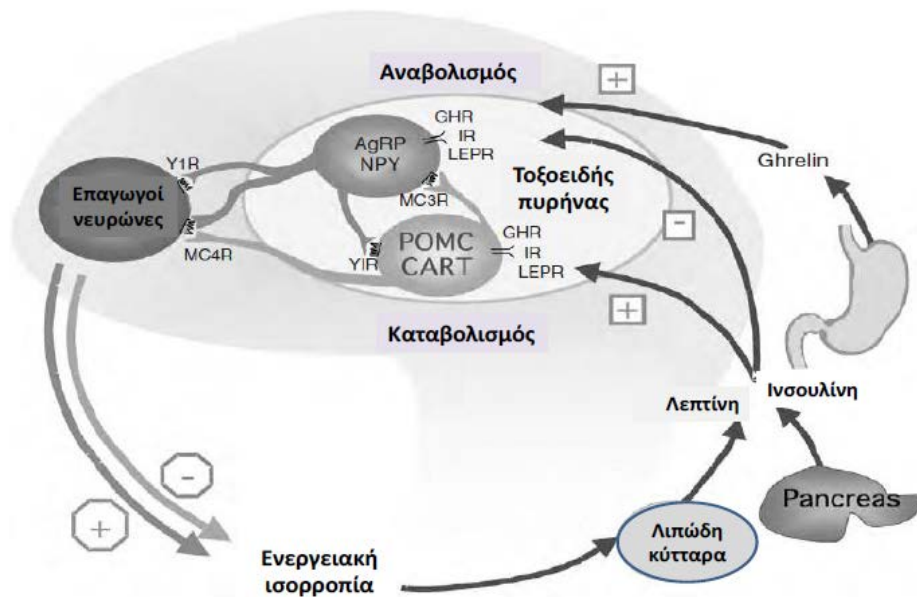 Αναβολισμός
+
GHR
IR
LEPR
AgRP
NPY
Ghrelin
Y1R
Επαγωγοί
νευρώνες
MC3R
Τοξοειδής
πυρήνας
-
MC4R
YIR
POMC
CART
GHR
IR
LEPR
+
Καταβολισμός
Λεπτίνη
Ινσουλίνη
-
+
Pancreas
Λιπώδη
κύτταρα
Ενεργειακή
ισορροπία